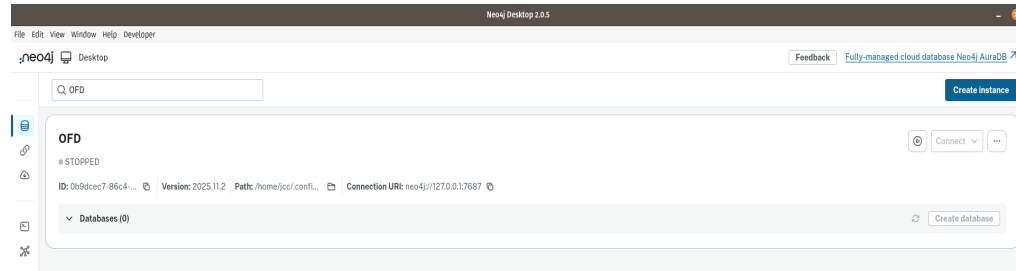 Neo4j Desktop 2.0.5
File Edit View Window Help Developer
neo4j Desktop Feedback Fully-managed cloud database Neo4j AuraDB
OFD Create instance
OFD
Connect
STOPPED
ID: 0b9dcec7-86c4-... Version: 2025.11.2 Path: /home/jcc/.confi... Connection URI: neo4j://127.0.0.1:7687
Databases (0) Create database